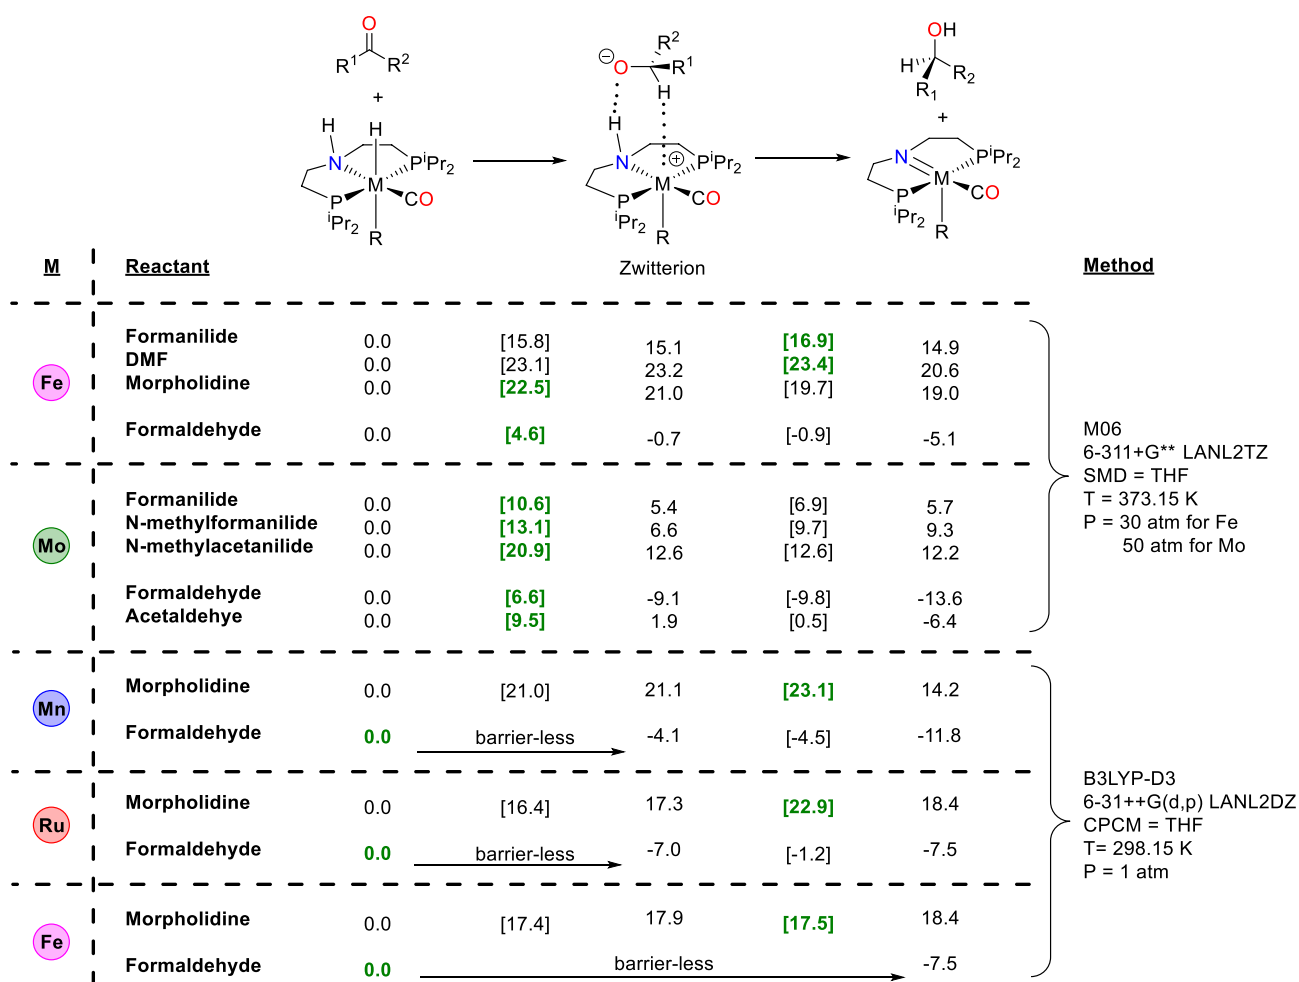 O
R¹ R²
+
H H
N PⁱPr₂
M
P CO
ⁱPr₂
R
⊖ R²
O R¹
H
H
N ⊕ PⁱPr₂
M
P CO
ⁱPr₂
R
OH
H R₂
R₁
+
N PⁱPr₂
M
P CO
ⁱPr₂
R
M Reactant Zwitterion Method
Fe
Formanilide 0.0 [15.8] 15.1 [16.9] 14.9
DMF 0.0 [23.1] 23.2 [23.4] 20.6
Morpholidine 0.0 [22.5] 21.0 [19.7] 19.0
Formaldehyde 0.0 [4.6] -0.7 [-0.9] -5.1
Mo
Formanilide 0.0 [10.6] 5.4 [6.9] 5.7
N-methylformanilide 0.0 [13.1] 6.6 [9.7] 9.3
N-methylacetanilide 0.0 [20.9] 12.6 [12.6] 12.2
Formaldehyde 0.0 [6.6] -9.1 [-9.8] -13.6
Acetaldehye 0.0 [9.5] 1.9 [0.5] -6.4
M06
6-311+G** LANL2TZ
SMD = THF
T = 373.15 K
P = 30 atm for Fe
50 atm for Mo
Mn
Morpholidine 0.0 [21.0] 21.1 [23.1] 14.2
Formaldehyde 0.0 barrier-less -4.1 [-4.5] -11.8
Ru
Morpholidine 0.0 [16.4] 17.3 [22.9] 18.4
Formaldehyde 0.0 barrier-less -7.0 [-1.2] -7.5
Fe
Morpholidine 0.0 [17.4] 17.9 [17.5] 18.4
Formaldehyde 0.0 barrier-less -7.5
B3LYP-D3
6-31++G(d,p) LANL2DZ
CPCM = THF
T= 298.15 K
P = 1 atm